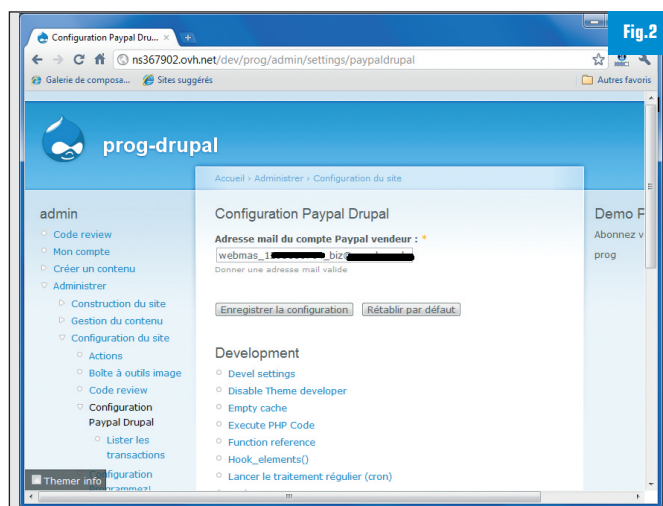 Fig.2
Configuration Paypal Dru...
ns367902.ovh.net/dev/prog/admin/settings/paypaldrupal
Galerie de composa... Sites suggérés Autres favoris
prog-drupal
Accueil › Administrer › Configuration du site
admin
Code review
Mon compte
Créer un contenu
Administrer
Construction du site
Gestion du contenu
Configuration du site
Actions
Boîte à outils image
Code review
Configuration
Paypal Drupal
Lister les
transactions
Configuration
Programmez!
Themer info
Configuration Paypal Drupal
Adresse mail du compte Paypal vendeur : *
webmas_1 _biz@
Donner une adresse mail valide
Enregistrer la configuration Rétablir par défaut
Development
Devel settings
Disable Theme developer
Empty cache
Execute PHP Code
Function reference
Hook_elements()
Lancer le traitement régulier (cron)
Demo P
Abonnez v
prog